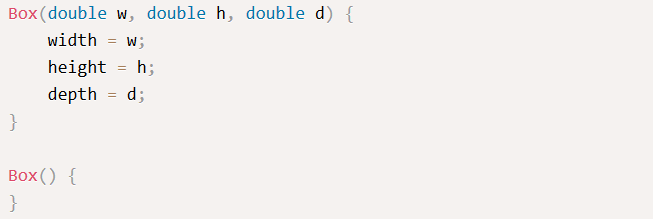 Box(double w, double h, double d) {
    width = w;
    height = h;
    depth = d;
}

Box() {
}